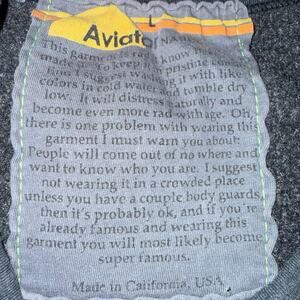 L
Aviator NATION
This garment is rad
made
I suggest washing it with like
colors in cold water and tumble dry
low. It will distress naturally and
become even more rad with age. Oh,
there is one problem with wearing this
garment I must warn you about:
People will come out of no where and
want to know who you are. I suggest
not wearing it in a crowded place
unless you have a couple body guards,
then it's probably ok, and if you're
already famous and wearing this
garment you will most likely become
super famous.
Made in California, USA